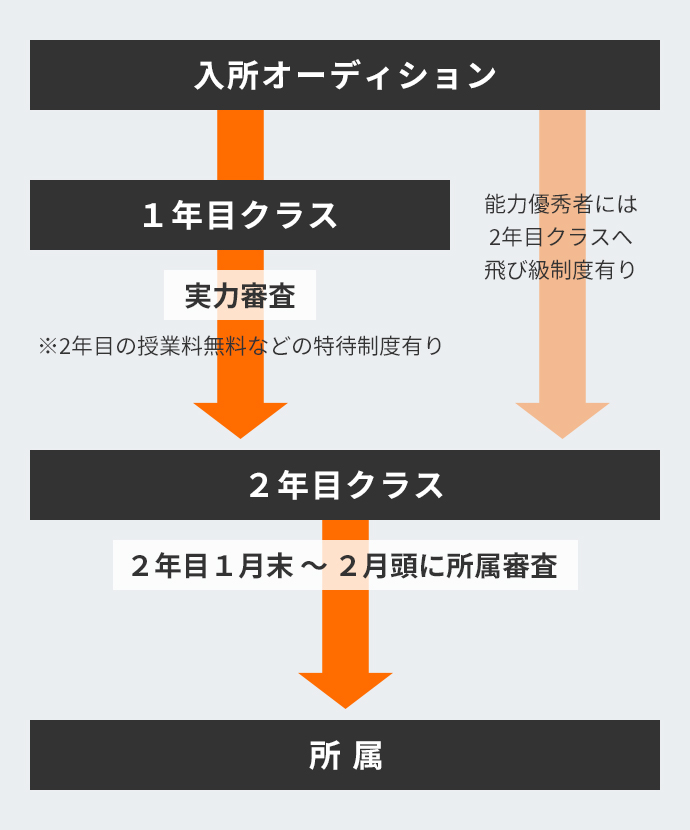 入所オーディション
１年目クラス
能力優秀者には
2年目クラスへ
飛び級制度有り
実力審査
※2年目の授業料無料などの特待制度有り
２年目クラス
２年目１月末 〜 ２月頭に所属審査
所 属